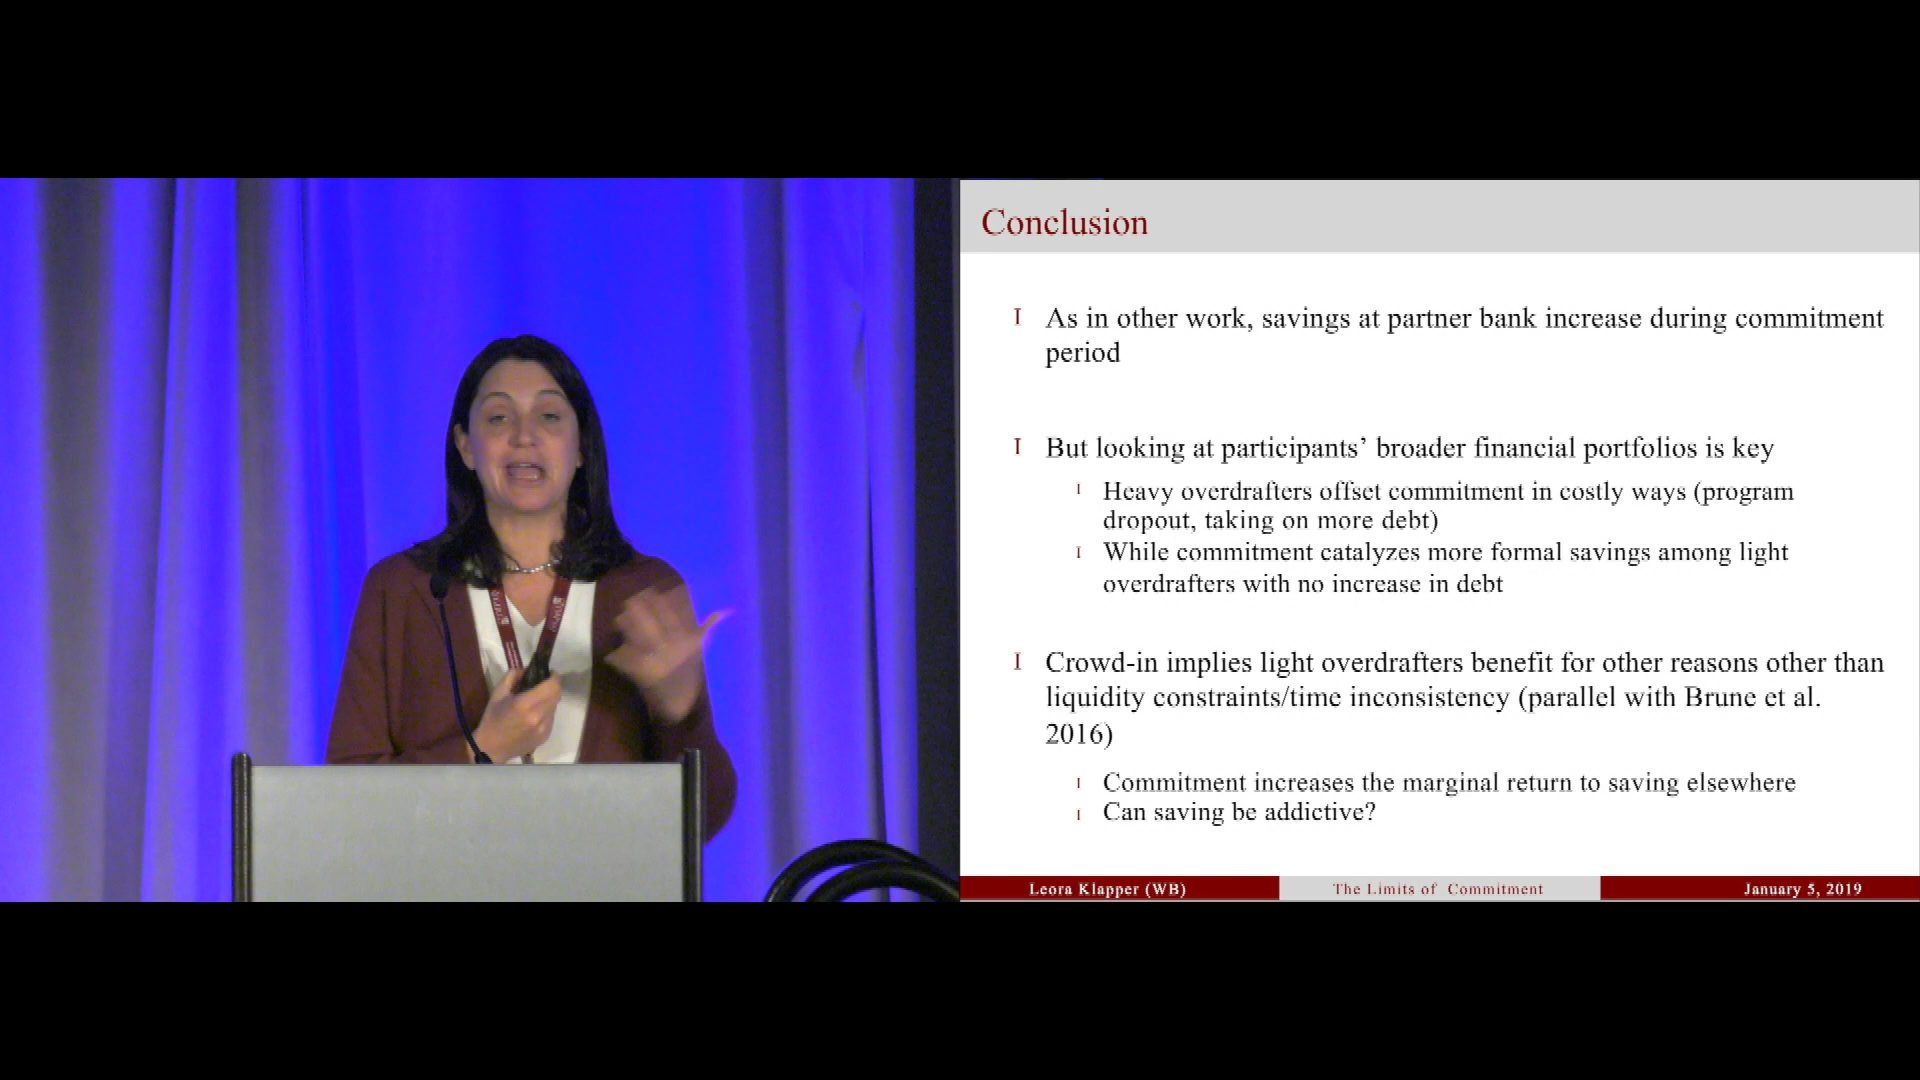 Conclusion
As in other work, savings at partner bank increase during commitment
period
But looking at participants’ broader financial portfolios is key
Heavy overdrafters offset commitment in costly ways (program
dropout, taking on more debt)
While commitment catalyzes more formal savings among light
overdrafters with no increase in debt
Crowd-in implies light overdrafters benefit for other reasons other than
liquidity constraints/time inconsistency (parallel with Brune et al.
2016)
Commitment increases the marginal return to saving elsewhere
Can saving be addictive?
Leora Klapper (WB) The Limits of Commitment January 5, 2019